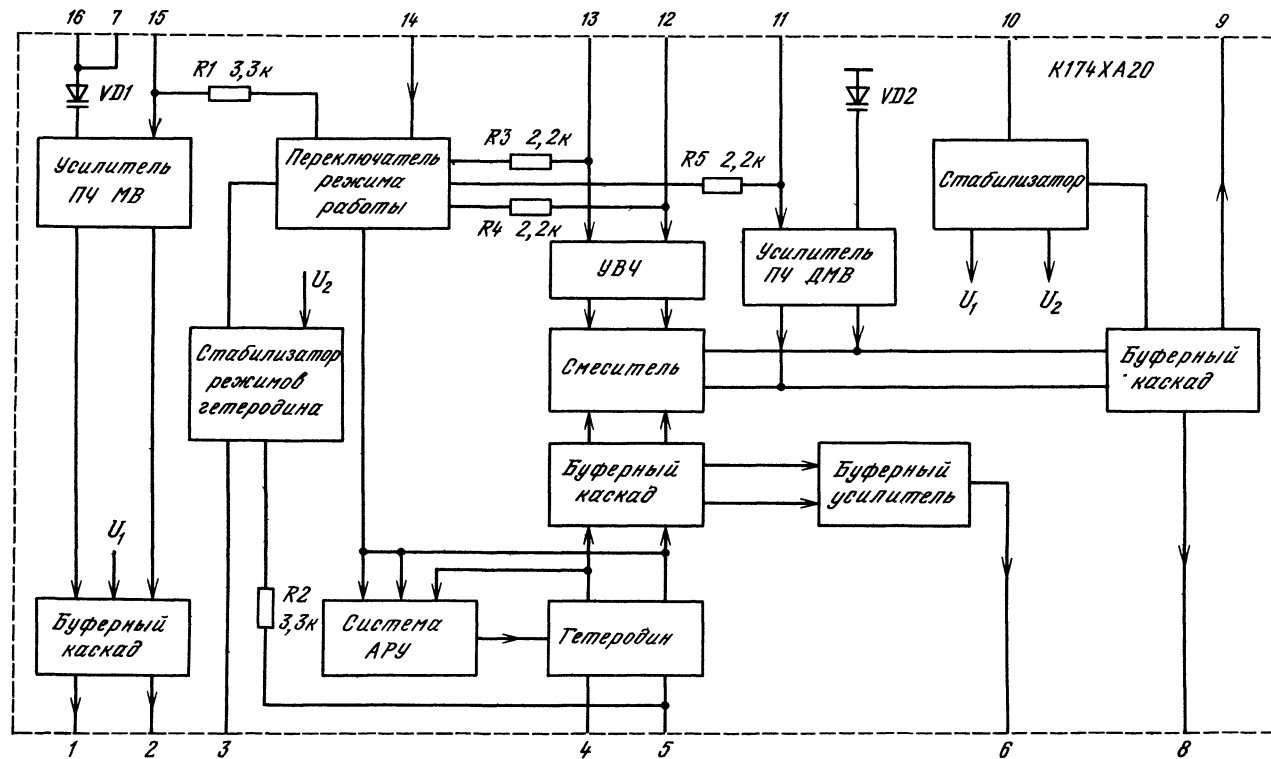 16 7 15 14 13 12 11 10 9
К174ХА20
R1 3,3к
VD1
VD2
R3 2,2к
R5 2,2к
R4 2,2к
Усилитель
ПЧ МВ
Переключатель
режима
работы
Стабилизатор
УВЧ
Усилитель
ПЧ ДМВ
U2
U1 U2
Стабилизатор
режимов
гетеродина
Смеситель
Буферный
каскад
Буферный
каскад
Буферный
усилитель
U1
R2
3,3к
Буферный
каскад
Система
АРУ
Гетеродин
1 2 3 4 5 6 8